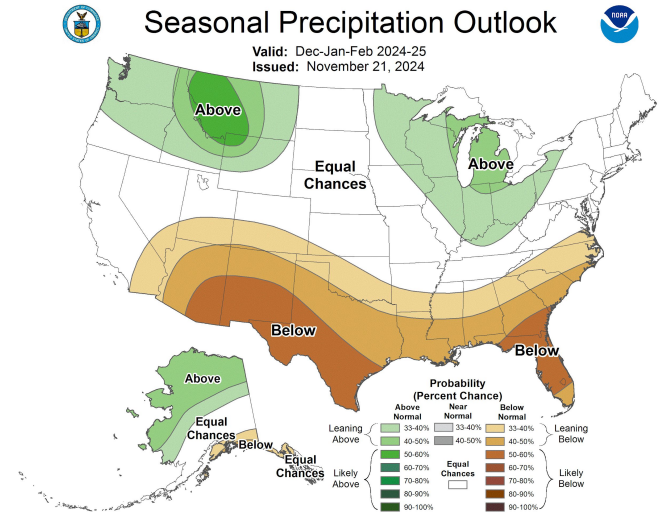 Seasonal Precipitation Outlook
NOAA
Valid: Dec-Jan-Feb 2024-25
Issued: November 21, 2024
Above
Equal
Chances
Above
Below
Below
Above
Equal
Chances
Below
Equal
Chances
Probability
(Percent Chance)
Above
Normal
Near
Normal
Below
Normal
Leaning
Above
33-40%
40-50%
33-40%
40-50%
33-40%
40-50%
Leaning
Below
Likely
Above
50-60%
60-70%
70-80%
80-90%
90-100%
Equal
Chances
50-60%
60-70%
70-80%
80-90%
90-100%
Likely
Below